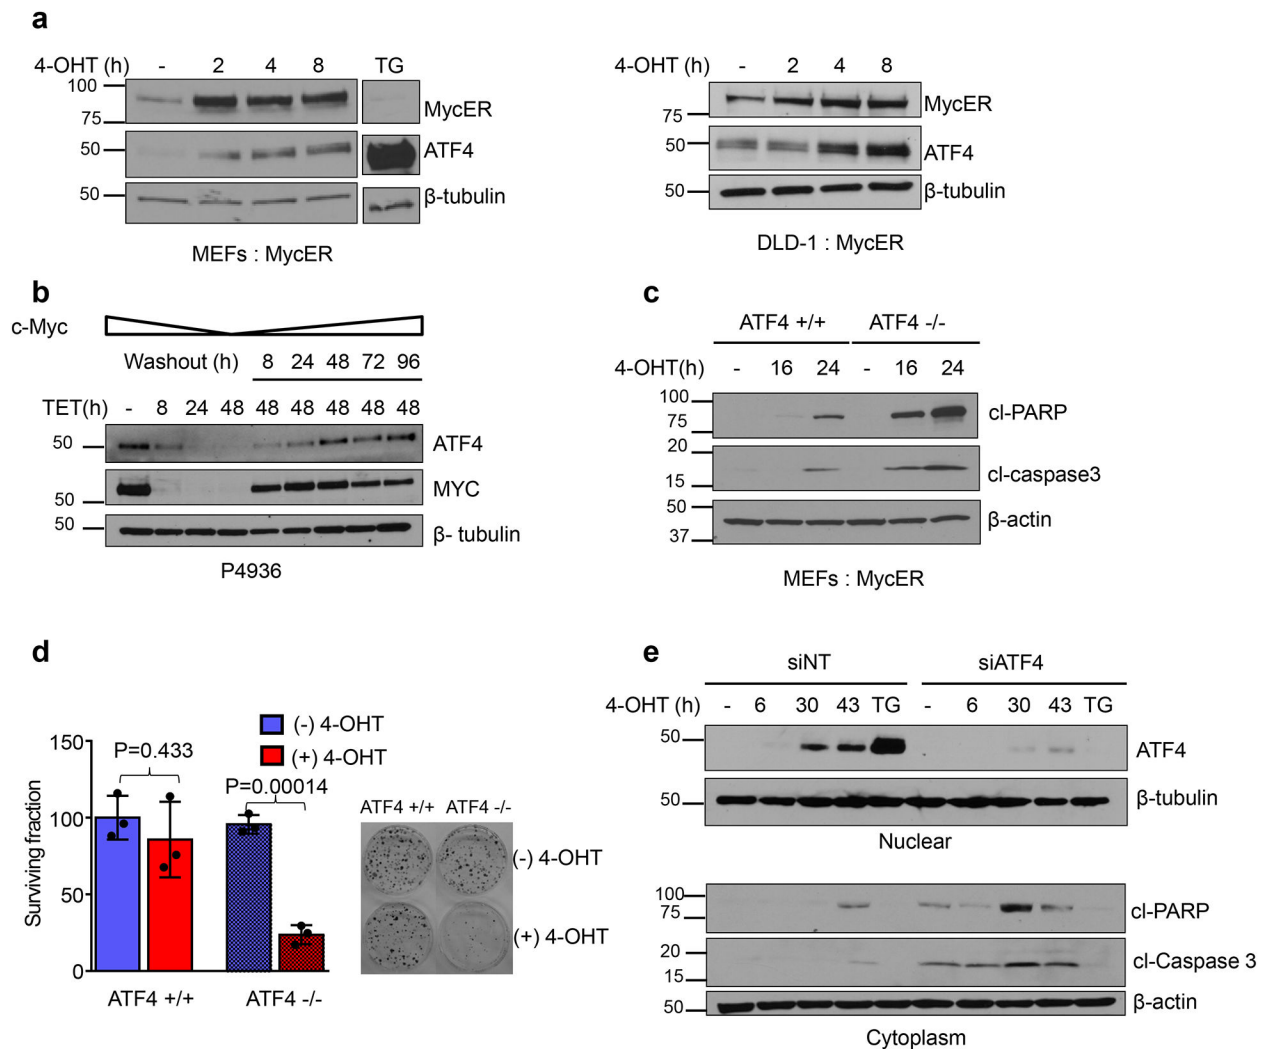 a
4-OHT (h) - 2 4 8 TG
100
75
MycER
50
ATF4
50
β-tubulin
MEFs : MycER
4-OHT (h) - 2 4 8
75
MycER
50
ATF4
50
β-tubulin
DLD-1 : MycER
b
c-Myc
Washout (h) 8 24 48 72 96
TET(h) - 8 24 48 48 48 48 48 48
50
ATF4
50
MYC
50
β- tubulin
P4936
c
ATF4 +/+ ATF4 -/-
4-OHT(h) - 16 24 - 16 24
100
75
cl-PARP
20
15
cl-caspase3
50
37
β-actin
MEFs : MycER
d
(-) 4-OHT
(+) 4-OHT
Surviving fraction
150
100
50
0
P=0.433
P=0.00014
ATF4 +/+ ATF4 -/-
ATF4 +/+ ATF4 -/-
(-) 4-OHT
(+) 4-OHT
e
siNT siATF4
4-OHT (h) - 6 30 43 TG - 6 30 43 TG
50
ATF4
50
β-tubulin
Nuclear
100
75
cl-PARP
20
15
cl-Caspase 3
50
β-actin
Cytoplasm